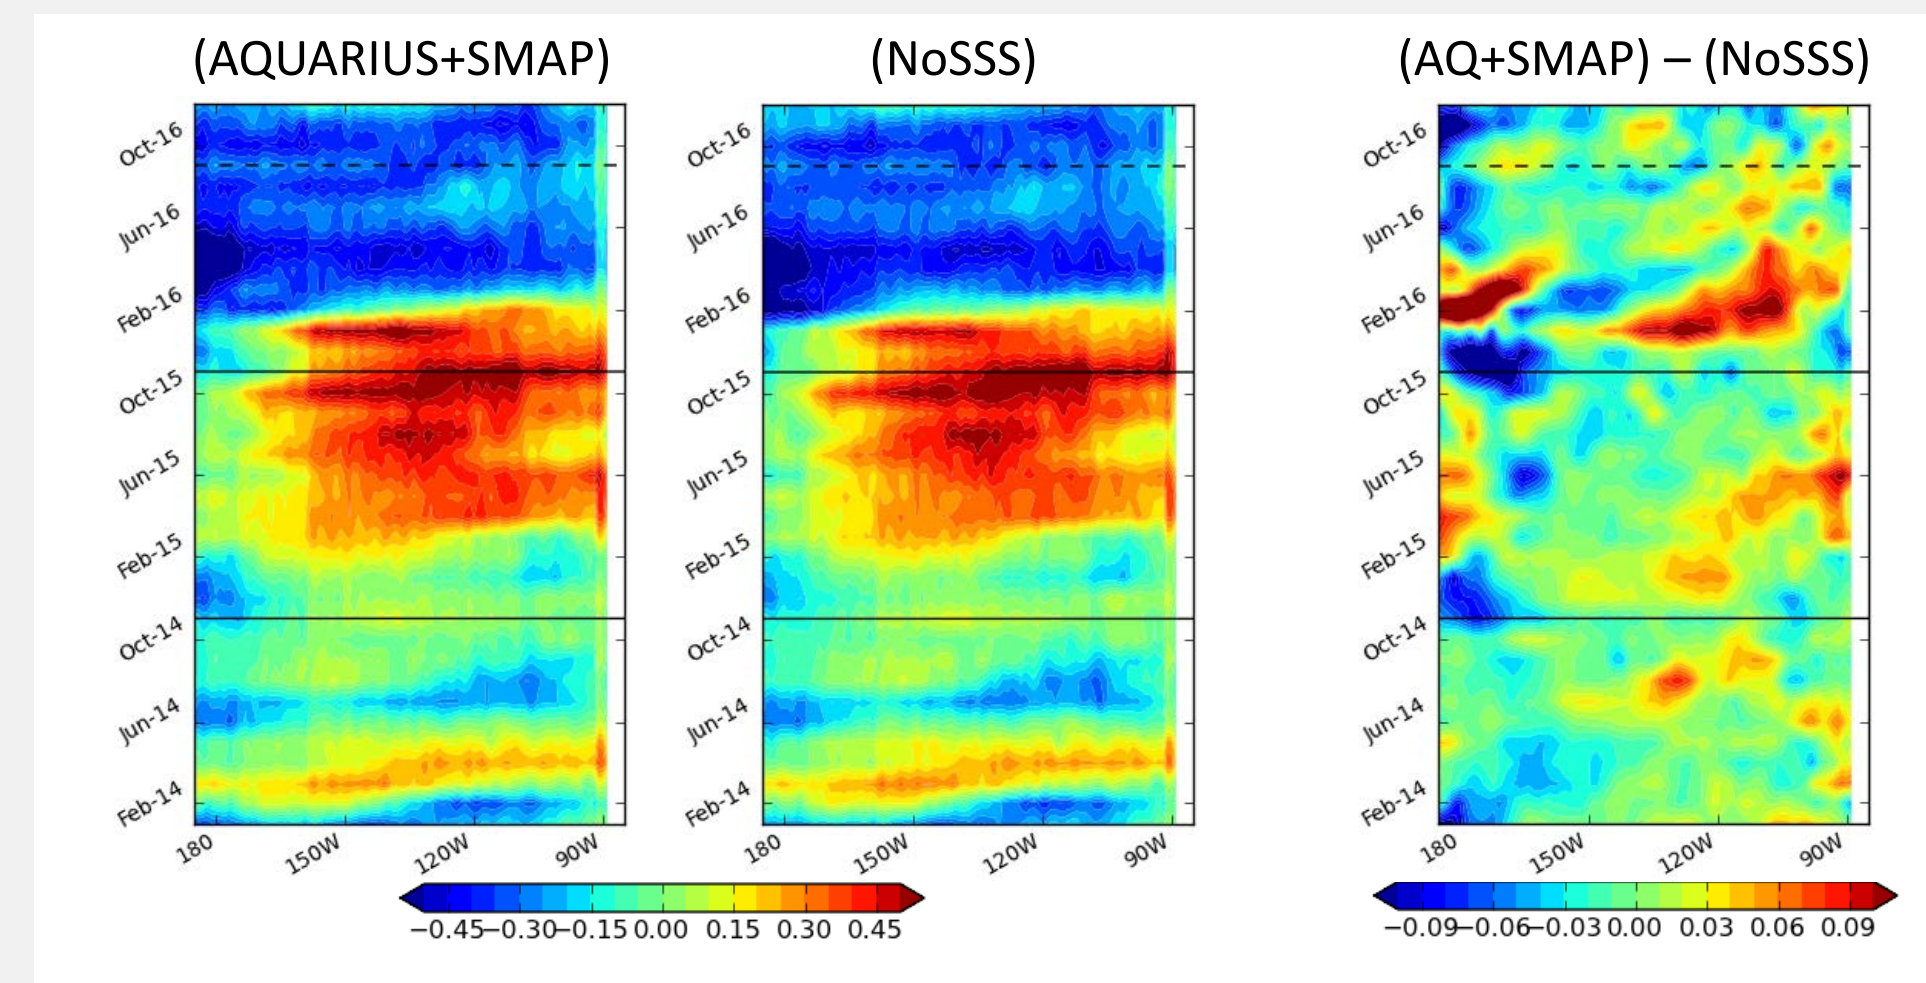 (AQUARIUS+SMAP)
(NoSSS)
(AQ+SMAP) – (NoSSS)
Oct-16
Jun-16
Feb-16
Oct-15
Jun-15
Feb-15
Oct-14
Jun-14
Feb-14
180
150W
120W
90W
Oct-16
Jun-16
Feb-16
Oct-15
Jun-15
Feb-15
Oct-14
Jun-14
Feb-14
180
150W
120W
90W
Oct-16
Jun-16
Feb-16
Oct-15
Jun-15
Feb-15
Oct-14
Jun-14
Feb-14
180
150W
120W
90W
−0.45−0.30−0.15 0.00 0.15 0.30 0.45
−0.09−0.06−0.03 0.00 0.03 0.06 0.09